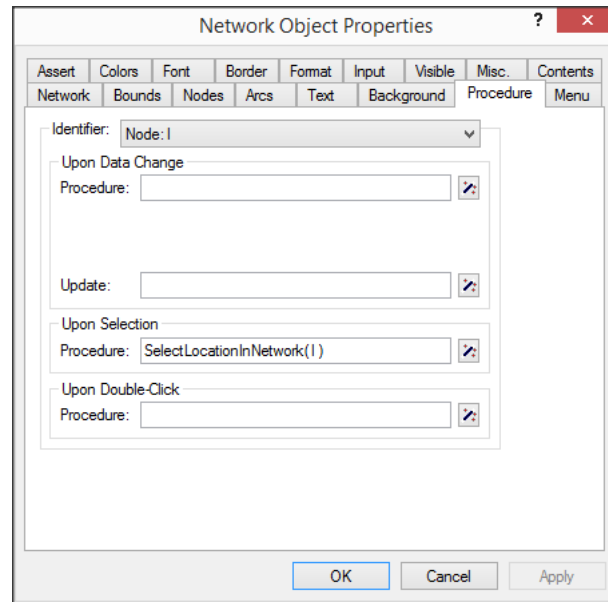 Network Object Properties ?
Assert Colors Font Border Format Input Visible Misc. Contents
Network Bounds Nodes Arcs Text Background Procedure Menu
Identifier: Node: l
Upon Data Change
Procedure:
Update:
Upon Selection
Procedure: SelectLocationInNetwork( l )
Upon Double-Click
Procedure:
OK Cancel Apply